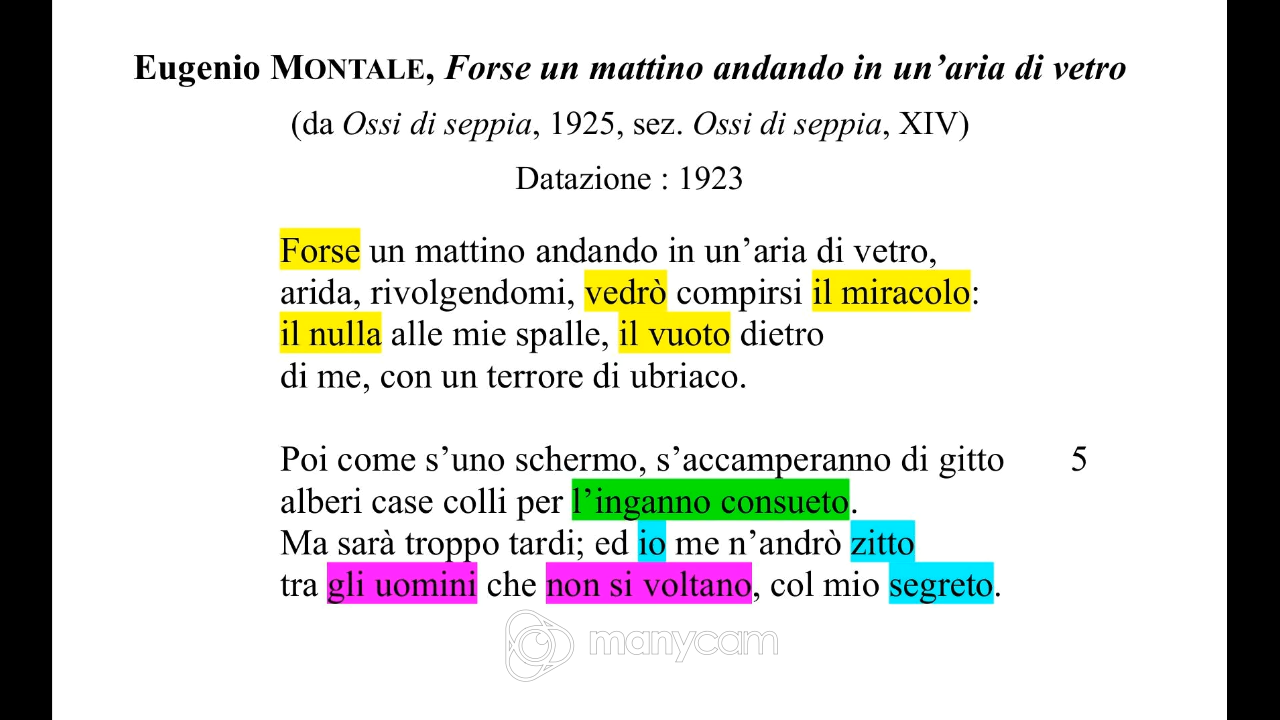 Eugenio MONTALE, Forse un mattino andando in un’aria di vetro
(da Ossi di seppia, 1925, sez. Ossi di seppia, XIV)
Datazione : 1923
Forse un mattino andando in un’aria di vetro,
arida, rivolgendomi, vedrò compirsi il miracolo:
il nulla alle mie spalle, il vuoto dietro
di me, con un terrore di ubriaco.
Poi come s’uno schermo, s’accamperanno di gitto 5
alberi case colli per l’inganno consueto.
Ma sarà troppo tardi; ed io me n’andrò zitto
tra gli uomini che non si voltano, col mio segreto.
manycam